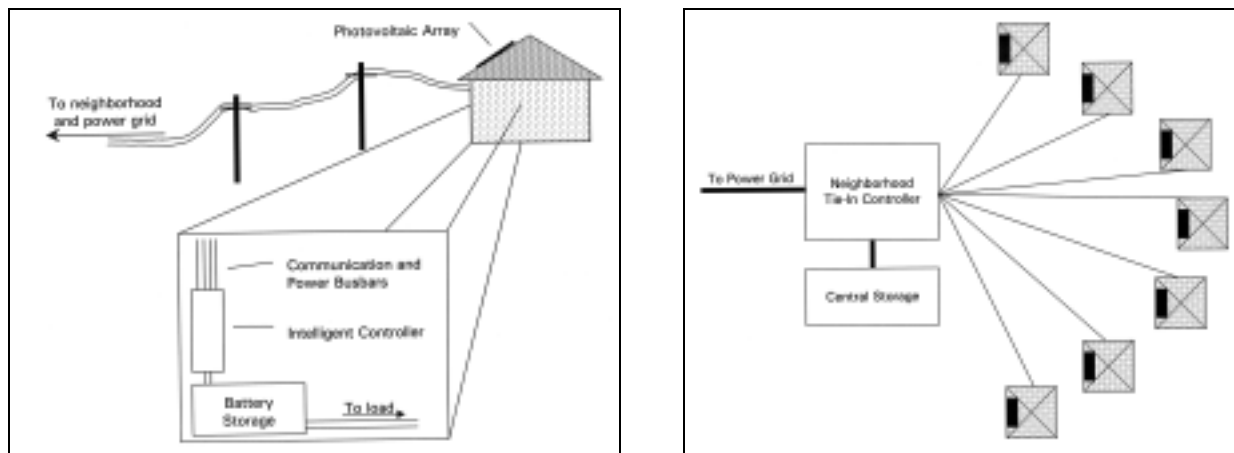 Photovoltaic Array
To neighborhood
and power grid
Communication and
Power Busbars
Intelligent Controller
Battery
Storage
To load
To Power Grid
Neighborhood
Tie-In Controller
Central Storage